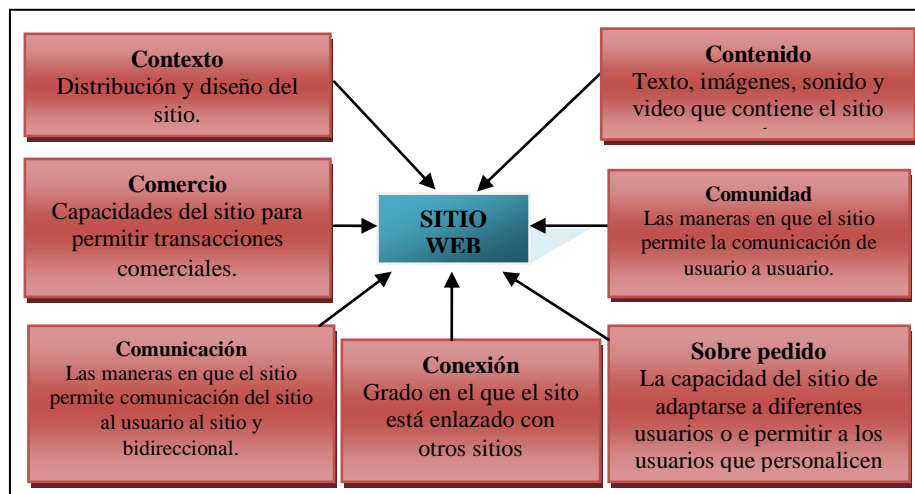 Contexto
Distribución y diseño del
sitio.
Contenido
Texto, imágenes, sonido y
video que contiene el sitio
Comercio
Capacidades del sitio para
permitir transacciones
comerciales.
SITIO
WEB
Comunidad
Las maneras en que el sitio
permite la comunicación de
usuario a usuario.
Comunicación
Las maneras en que el sitio
permite comunicación del sitio
al usuario al sitio y
bidireccional.
Conexión
Grado en el que el sito
está enlazado con
otros sitios
Sobre pedido
La capacidad del sitio de
adaptarse a diferentes
usuarios o e permitir a los
usuarios que personalicen